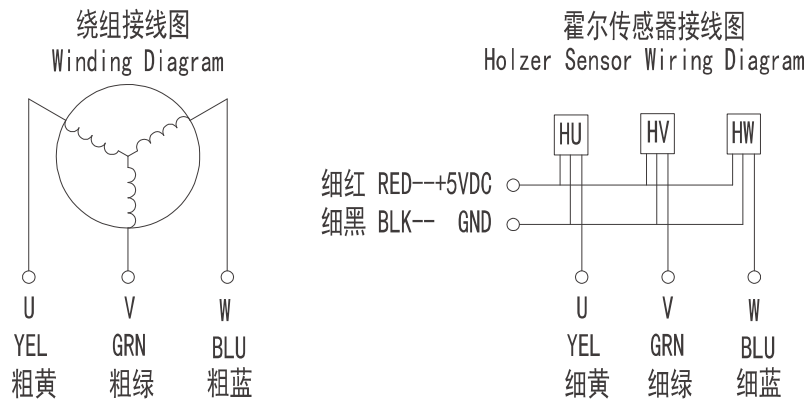 绕组接线图
Winding Diagram
U
V
W
YEL
GRN
BLU
粗黄
粗绿
粗蓝
霍尔传感器接线图
Holzer Sensor Wiring Diagram
HU
HV
HW
细红 RED--+5VDC
细黑 BLK-- GND
U
V
W
YEL
GRN
BLU
细黄
细绿
细蓝